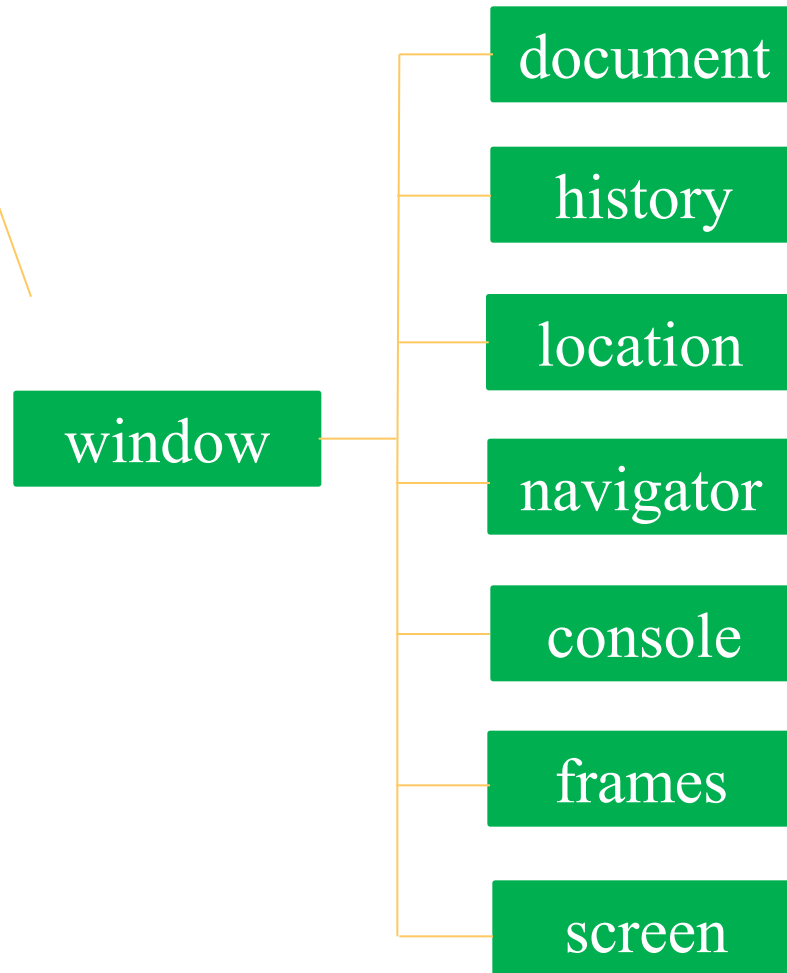 document
history
location
window
navigator
console
frames
screen